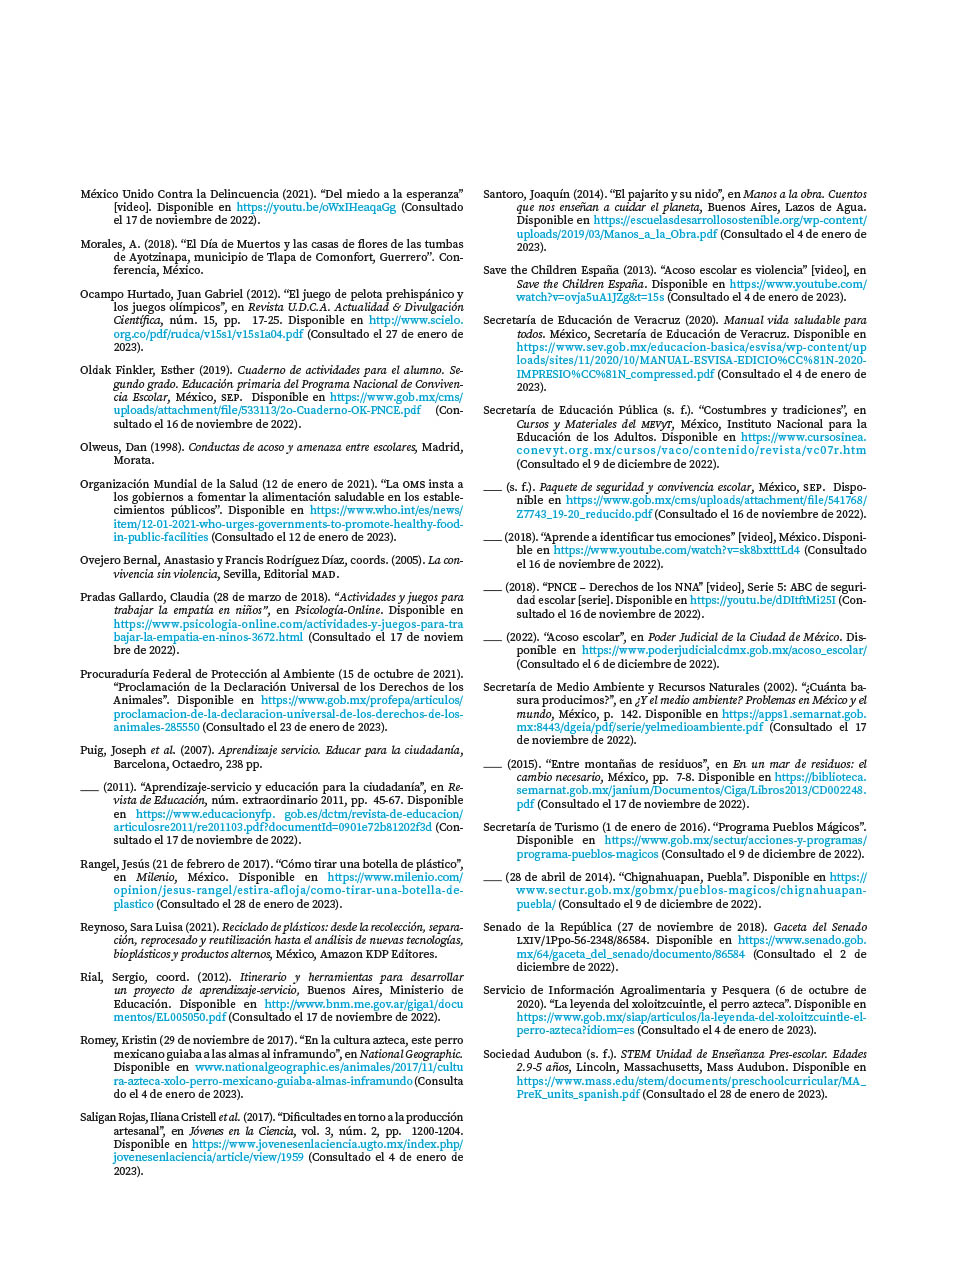 México Unido Contra la Delincuencia (2021). “Del miedo a la esperanza”
[video]. Disponible en https://youtu.be/oWxIHeaqaGg (Consultado
el 17 de noviembre de 2022).
Morales, A. (2018). “El Día de Muertos y las casas de flores de las tumbas
de Ayotzinapa, municipio de Tlapa de Comonfort, Guerrero”. Con-
ferencia, México.
Ocampo Hurtado, Juan Gabriel (2012). “El juego de pelota prehispánico y
los juegos olímpicos”, en Revista U.D.C.A. Actualidad & Divulgación
Científica, núm. 15, pp. 17-25. Disponible en http://www.scielo.
org.co/pdf/rudca/v15s1/v15s1a04.pdf (Consultado el 27 de enero de
2023).
Oldak Finkler, Esther (2019). Cuaderno de actividades para el alumno. Se-
gundo grado. Educación primaria del Programa Nacional de Conviven-
cia Escolar, México, SEP. Disponible en https://www.gob.mx/cms/
uploads/attachment/file/533113/2o-Cuaderno-OK-PNCE.pdf (Con-
sultado el 16 de noviembre de 2022).
Olweus, Dan (1998). Conductas de acoso y amenaza entre escolares, Madrid,
Morata.
Organización Mundial de la Salud (12 de enero de 2021). “La OMS insta a
los gobiernos a fomentar la alimentación saludable en los estable-
cimientos públicos”. Disponible en https://www.who.int/es/news/
item/12-01-2021-who-urges-governments-to-promote-healthy-food-
in-public-facilities (Consultado el 12 de enero de 2023).
Ovejero Bernal, Anastasio y Francis Rodríguez Díaz, coords. (2005). La con-
vivencia sin violencia, Sevilla, Editorial MAD.
Pradas Gallardo, Claudia (28 de marzo de 2018). “Actividades y juegos para
trabajar la empatía en niños”, en Psicología-Online. Disponible en
https://www.psicologia-online.com/actividades-y-juegos-para-tra
bajar-la-empatia-en-ninos-3672.html (Consultado el 17 de noviem
bre de 2022).
Procuraduría Federal de Protección al Ambiente (15 de octubre de 2021).
“Proclamación de la Declaración Universal de los Derechos de los
Animales”. Disponible en https://www.gob.mx/profepa/articulos/
proclamacion-de-la-declaracion-universal-de-los-derechos-de-los-
animales-285550 (Consultado el 23 de enero de 2023).
Puig, Joseph et al. (2007). Aprendizaje servicio. Educar para la ciudadanía,
Barcelona, Octaedro, 238 pp.
___ (2011). “Aprendizaje-servicio y educación para la ciudadanía”, en Re-
vista de Educación, núm. extraordinario 2011, pp. 45-67. Disponible
en https://www.educacionyfp. gob.es/dctm/revista-de-educacion/
articulosre2011/re201103.pdf?documentId=0901e72b81202f3d (Con-
sultado el 17 de noviembre de 2022).
Rangel, Jesús (21 de febrero de 2017). “Cómo tirar una botella de plástico”,
en Milenio, México. Disponible en https://www.milenio.com/
opinion/jesus-rangel/estira-afloja/como-tirar-una-botella-de-
plastico (Consultado el 28 de enero de 2023).
Reynoso, Sara Luisa (2021). Reciclado de plásticos: desde la recolección, separa-
ción, reprocesado y reutilización hasta el análisis de nuevas tecnologías,
bioplásticos y productos alternos, México, Amazon KDP Editores.
Rial, Sergio, coord. (2012). Itinerario y herramientas para desarrollar
un proyecto de aprendizaje-servicio, Buenos Aires, Ministerio de
Educación. Disponible en http://www.bnm.me.gov.ar/giga1/docu
mentos/EL005050.pdf (Consultado el 17 de noviembre de 2022).
Romey, Kristin (29 de noviembre de 2017). “En la cultura azteca, este perro
mexicano guiaba a las almas al inframundo”, en National Geographic.
Disponible en www.nationalgeographic.es/animales/2017/11/cultu
ra-azteca-xolo-perro-mexicano-guiaba-almas-inframundo (Consulta
do el 4 de enero de 2023).
Saligan Rojas, Iliana Cristell et al. (2017). “Dificultades en torno a la producción
artesanal”, en Jóvenes en la Ciencia, vol. 3, núm. 2, pp. 1200-1204.
Disponible en https://www.jovenesenlaciencia.ugto.mx/index.php/
jovenesenlaciencia/article/view/1959 (Consultado el 4 de enero de
2023).
Santoro, Joaquín (2014). “El pajarito y su nido”, en Manos a la obra. Cuentos
que nos enseñan a cuidar el planeta, Buenos Aires, Lazos de Agua.
Disponible en https://escuelasdesarrollosostenible.org/wp-content/
uploads/2019/03/Manos_a_la_Obra.pdf (Consultado el 4 de enero de
2023).
Save the Children España (2013). “Acoso escolar es violencia” [video], en
Save the Children España. Disponible en https://www.youtube.com/
watch?v=ovja5uA1JZg&t=15s (Consultado el 4 de enero de 2023).
Secretaría de Educación de Veracruz (2020). Manual vida saludable para
todos. México, Secretaría de Educación de Veracruz. Disponible en
https://www.sev.gob.mx/educacion-basica/esvisa/wp-content/up
loads/sites/11/2020/10/MANUAL-ESVISA-EDICIO%CC%81N-2020-
IMPRESIO%CC%81N_compressed.pdf (Consultado el 4 de enero de
2023).
Secretaría de Educación Pública (s. f.). “Costumbres y tradiciones”, en
Cursos y Materiales del MEVyT, México, Instituto Nacional para la
Educación de los Adultos. Disponible en https://www.cursosinea.
conevyt.org.mx/cursos/vaco/contenido/revista/vc07r.htm
(Consultado el 9 de diciembre de 2022).
___ (s. f.). Paquete de seguridad y convivencia escolar, México, SEP. Dispo-
nible en https://www.gob.mx/cms/uploads/attachment/file/541768/
Z7743_19-20_reducido.pdf (Consultado el 16 de noviembre de 2022).
___ (2018). “Aprende a identificar tus emociones” [video], México. Disponi-
ble en https://www.youtube.com/watch?v=sk8bxtttLd4 (Consultado
el 16 de noviembre de 2022).
___ (2018). “PNCE – Derechos de los NNA” [video], Serie 5: ABC de seguri-
dad escolar [serie]. Disponible en https://youtu.be/dDItftMi25I (Con-
sultado el 16 de noviembre de 2022).
___ (2022). “Acoso escolar”, en Poder Judicial de la Ciudad de México. Dis-
ponible en https://www.poderjudicialcdmx.gob.mx/acoso_escolar/
(Consultado el 6 de diciembre de 2022).
Secretaría de Medio Ambiente y Recursos Naturales (2002). “¿Cuánta ba-
sura producimos?”, en ¿Y el medio ambiente? Problemas en México y el
mundo, México, p. 142. Disponible en https://apps1.semarnat.gob.
mx:8443/dgeia/pdf/serie/yelmedioambiente.pdf (Consultado el 17
de noviembre de 2022).
___ (2015). “Entre montañas de residuos”, en En un mar de residuos: el
cambio necesario, México, pp. 7-8. Disponible en https://biblioteca.
semarnat.gob.mx/janium/Documentos/Ciga/Libros2013/CD002248.
pdf (Consultado el 17 de noviembre de 2022).
Secretaría de Turismo (1 de enero de 2016). “Programa Pueblos Mágicos”.
Disponible en https://www.gob.mx/sectur/acciones-y-programas/
programa-pueblos-magicos (Consultado el 9 de diciembre de 2022).
___ (28 de abril de 2014). “Chignahuapan, Puebla”. Disponible en https://
www.sectur.gob.mx/gobmx/pueblos-magicos/chignahuapan-
puebla/ (Consultado el 9 de diciembre de 2022).
Senado de la República (27 de noviembre de 2018). Gaceta del Senado
LXIV/1Ppo-56-2348/86584. Disponible en https://www.senado.gob.
mx/64/gaceta_del_senado/documento/86584 (Consultado el 2 de
diciembre de 2022).
Servicio de Información Agroalimentaria y Pesquera (6 de octubre de
2020). “La leyenda del xoloitzcuintle, el perro azteca”. Disponible en
https://www.gob.mx/siap/articulos/la-leyenda-del-xoloitzcuintle-el-
perro-azteca?idiom=es (Consultado el 4 de enero de 2023).
Sociedad Audubon (s. f.). STEM Unidad de Enseñanza Pres-escolar. Edades
2.9-5 años, Lincoln, Massachusetts, Mass Audubon. Disponible en
https://www.mass.edu/stem/documents/preschoolcurricular/MA_
PreK_units_spanish.pdf (Consultado el 28 de enero de 2023).